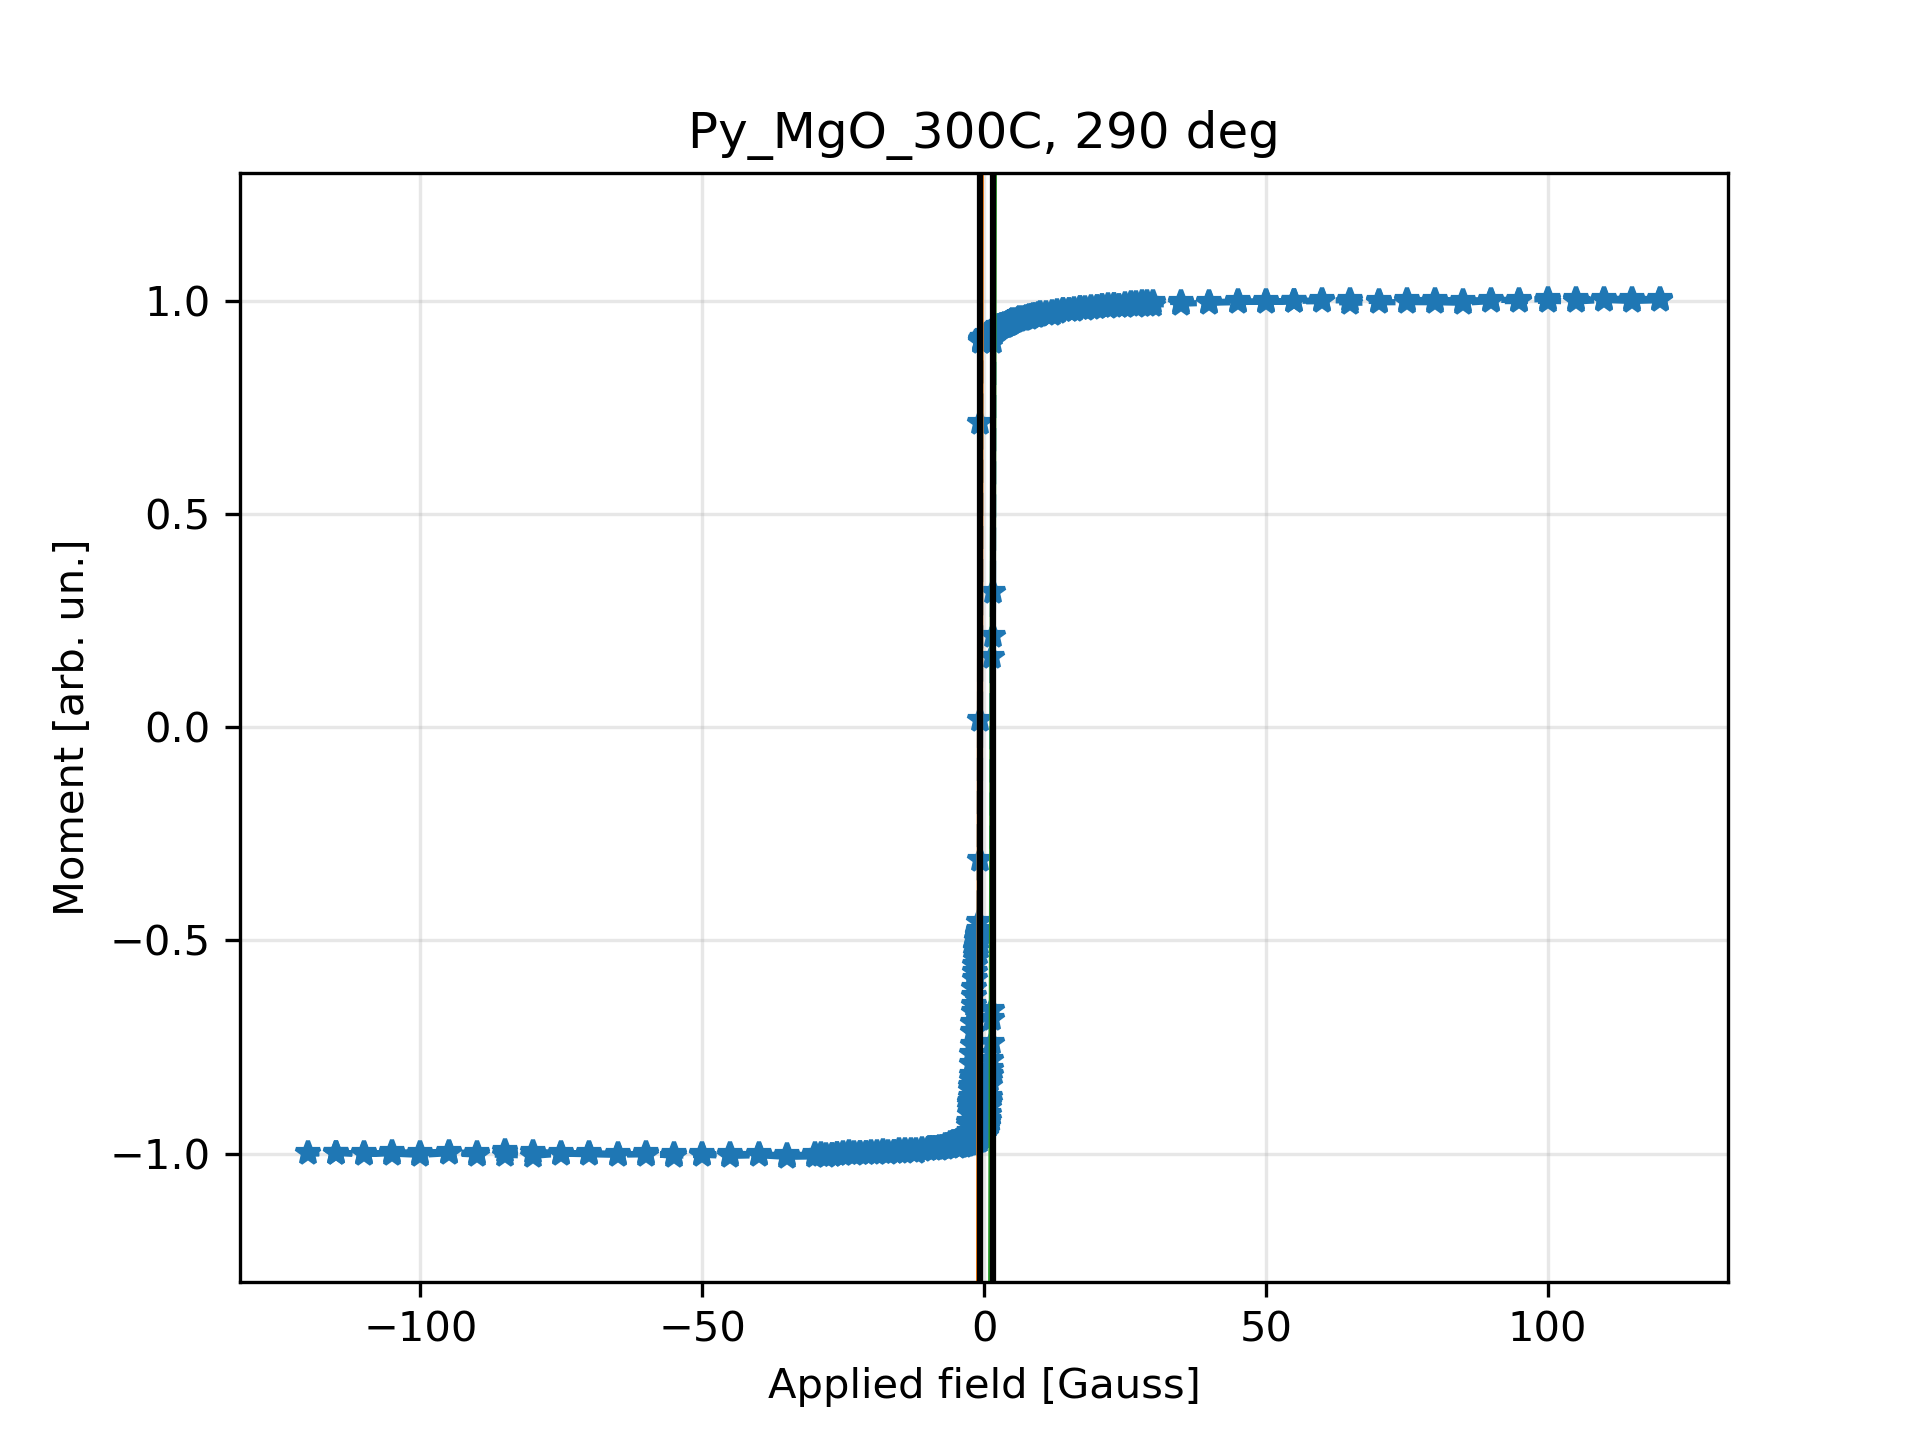 Py_MgO_300C, 290 deg
1.0
0.5
0.0
−0.5
−1.0
Moment [arb. un.]
−100 −50 0 50 100
Applied field [Gauss]